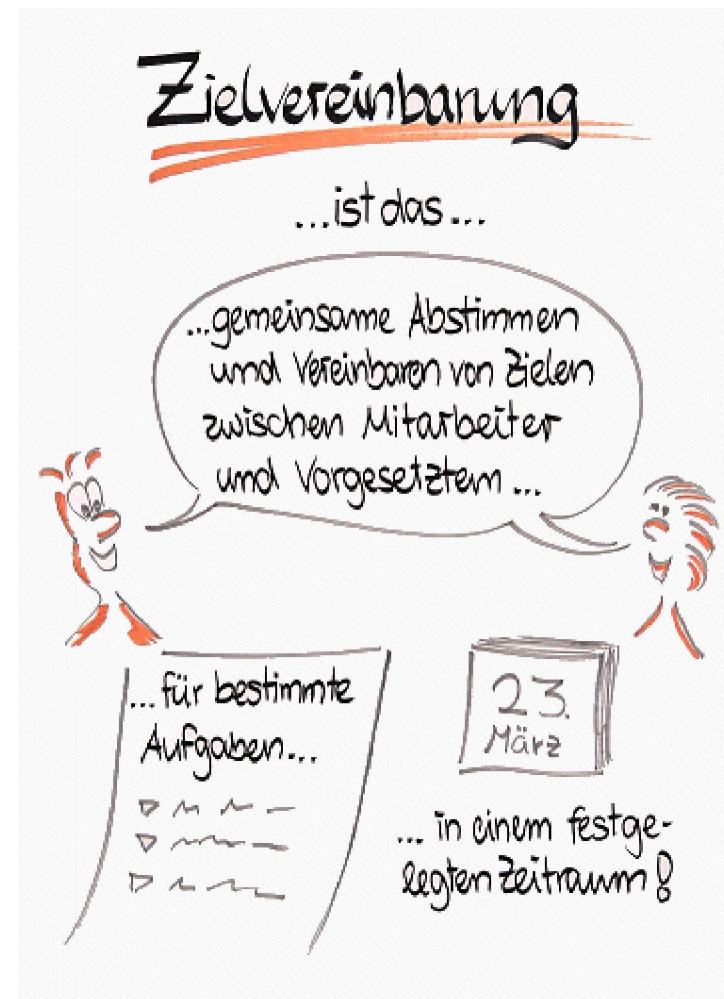 Zielvereinbarung
...ist das...
...gemeinsame Abstimmen
und Vereinbaren von Zielen
zwischen Mitarbeiter
und Vorgesetztem...
...für bestimmte
Aufgaben...
23.
März
... in einem festge-
legten Zeitraum!